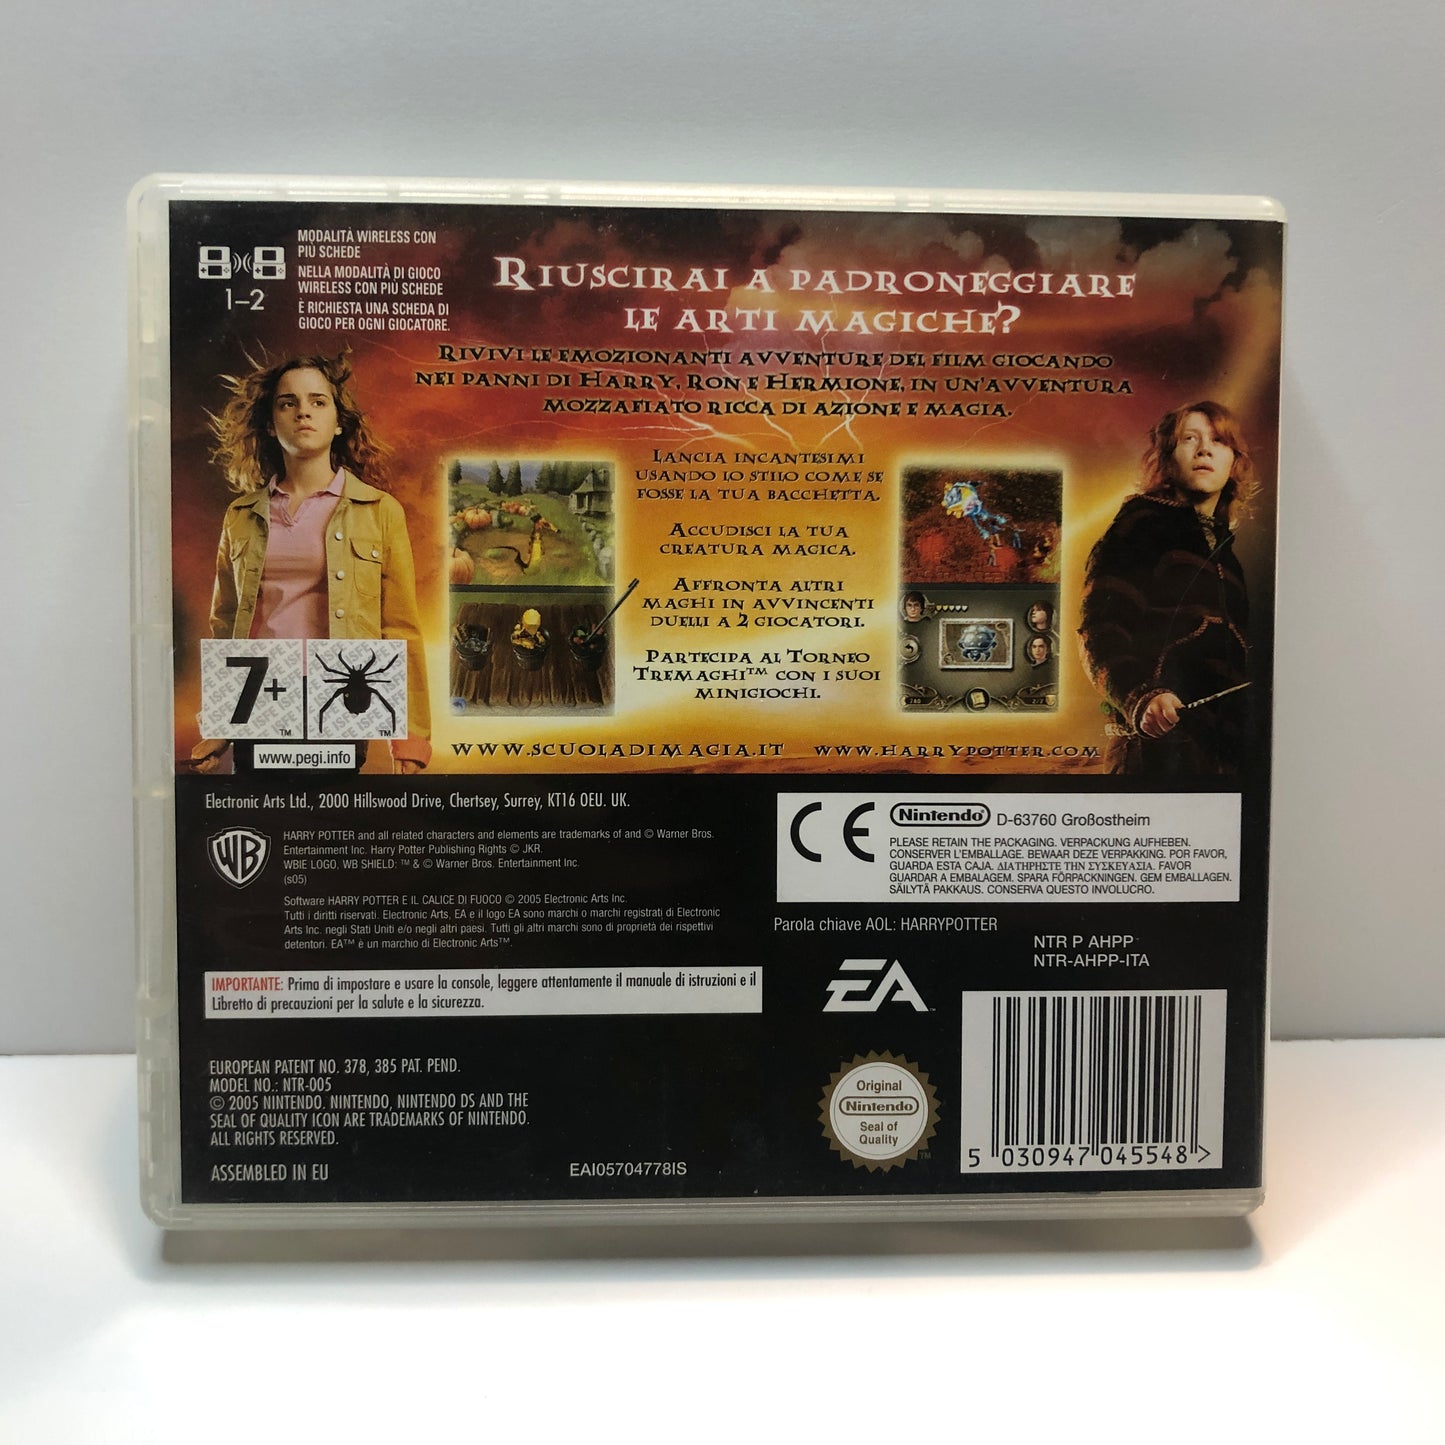 MODALITÀ WIRELESS CON
PIÙ SCHEDE
NELLA MODALITÀ DI GIOCO
WIRELESS CON PIÙ SCHEDE
È RICHIESTA UNA SCHEDA DI
GIOCO PER OGNI GIOCATORE.
1–2
RIUSCIRAI A PADRONEGGIARE
LE ARTI MAGICHE?
RIVIVI LE EMOZIONANTI AVVENTURE DEL FILM GIOCANDO
NEI PANNI DI HARRY, RON E HERMIONE, IN UN'AVVENTURA
MOZZAFIATO RICCA DI AZIONE E MAGIA.
LANCIA INCANTESIMI
USANDO LO STILO COME SE
FOSSE LA TUA BACCHETTA.
ACCUDISCI LA TUA
CREATURA MAGICA.
AFFRONTA ALTRI
MAGHI IN AVVINCENTI
DUELLI A 2 GIOCATORI.
PARTECIPA AL TORNEO
TREMAGHI™ CON I SUOI
MINIGIOCHI.
7+
™
™
www.pegi.info
WWW.SCUOLADIMAGIA.IT WWW.HARRYPOTTER.COM
Electronic Arts Ltd., 2000 Hillswood Drive, Chertsey, Surrey, KT16 0EU. UK.
WB
HARRY POTTER and all related characters and elements are trademarks of and © Warner Bros.
Entertainment Inc. Harry Potter Publishing Rights © JKR.
WBIE LOGO, WB SHIELD: ™ & © Warner Bros. Entertainment Inc.
(s05)
Software HARRY POTTER E IL CALICE DI FUOCO © 2005 Electronic Arts Inc.
Tutti i diritti riservati. Electronic Arts, EA e il logo EA sono marchi o marchi registrati di Electronic
Arts Inc. negli Stati Uniti e/o negli altri paesi. Tutti gli altri marchi sono di proprietà dei rispettivi
detentori. EA™ è un marchio di Electronic Arts™.
IMPORTANTE: Prima di impostare e usare la console, leggere attentamente il manuale di istruzioni e il
Libretto di precauzioni per la salute e la sicurezza.
EUROPEAN PATENT NO. 378, 385 PAT. PEND.
MODEL NO.: NTR-005
© 2005 NINTENDO. NINTENDO, NINTENDO DS AND THE
SEAL OF QUALITY ICON ARE TRADEMARKS OF NINTENDO.
ALL RIGHTS RESERVED.
ASSEMBLED IN EU
EAI05704778IS
CE
Nintendo D-63760 Großostheim
PLEASE RETAIN THE PACKAGING. VERPACKUNG AUFHEBEN.
CONSERVER L'EMBALLAGE. BEWAAR DEZE VERPAKKING. POR FAVOR,
GUARDA ESTA CAJA. ΔΙΑΤΗΡΗΣΤΕ ΤΗΝ ΣΥΣΚΕΥΑΣΙΑ. FAVOR
GUARDAR A EMBALAGEM. SPARA FÖRPACKNINGEN. GEM EMBALLAGEN.
SÄILYTÄ PAKKAUS. CONSERVA QUESTO INVOLUCRO.
Parola chiave AOL: HARRYPOTTER
NTR P AHPP
NTR-AHPP-ITA
EA
Original
Nintendo
Seal of
Quality
TM
5 030947 045548 >